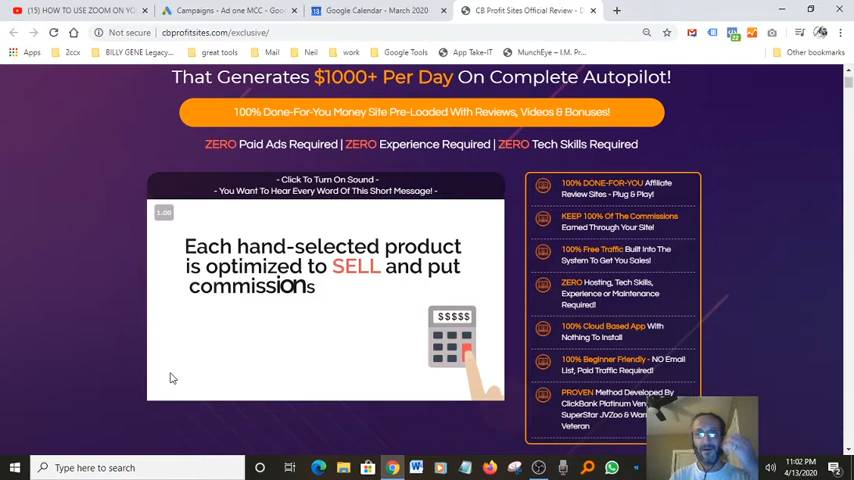 (15) HOW TO USE ZOOM ON YO
Campaigns - Ad one MCC - Goo
Google Calendar - March 2020
CB Profit Sites Official Review - D
Not secure | cbprofitsites.com/exclusive/
Apps
2ccx
BILLY GENE Legacy...
great tools
Mail
Neil
work
Google Tools
App Take-IT
MunchEye – I.M. Pr...
Other bookmarks
That Generates $1000+ Per Day On Complete Autopilot!
100% Done-For-You Money Site Pre-Loaded With Reviews, Videos & Bonuses!
ZERO Paid Ads Required | ZERO Experience Required | ZERO Tech Skills Required
- Click To Turn On Sound -
- You Want To Hear Every Word Of This Short Message! -
1.00
Each hand-selected product
is optimized to SELL and put
commissions
$$$$$
100% DONE-FOR-YOU Affiliate
Review Sites - Plug & Play!
KEEP 100% Of The Commissions
Earned Through Your Site!
100% Free Traffic Built Into The
System To Get You Sales!
ZERO Hosting, Tech Skills,
Experience or Maintenance
Required!
100% Cloud Based App With
Nothing To Install
100% Beginner Friendly - NO Email
List, Paid Traffic Required!
PROVEN Method Developed By
ClickBank Platinum Ven
SuperStar JVZoo & War
Veteran
Type here to search
11:02 PM
4/13/2020
2